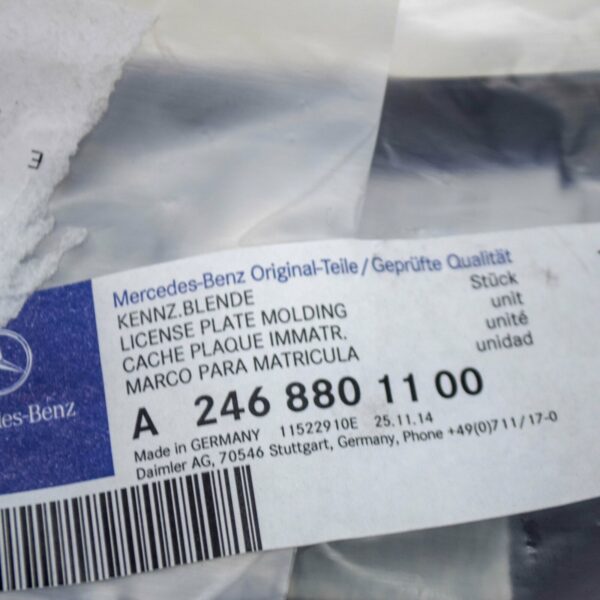 E
Mercedes-Benz Original-Teile/Geprüfte Qualität
KENNZ.BLENDE Stück
LICENSE PLATE MOLDING unit
CACHE PLAQUE IMMATR. unité
MARCO PARA MATRICULA unidad
A 246 880 11 00
Made in GERMANY 11522910E 25.11.14
Daimler AG, 70546 Stuttgart, Germany, Phone +49(0)711/17-0
des-Benz